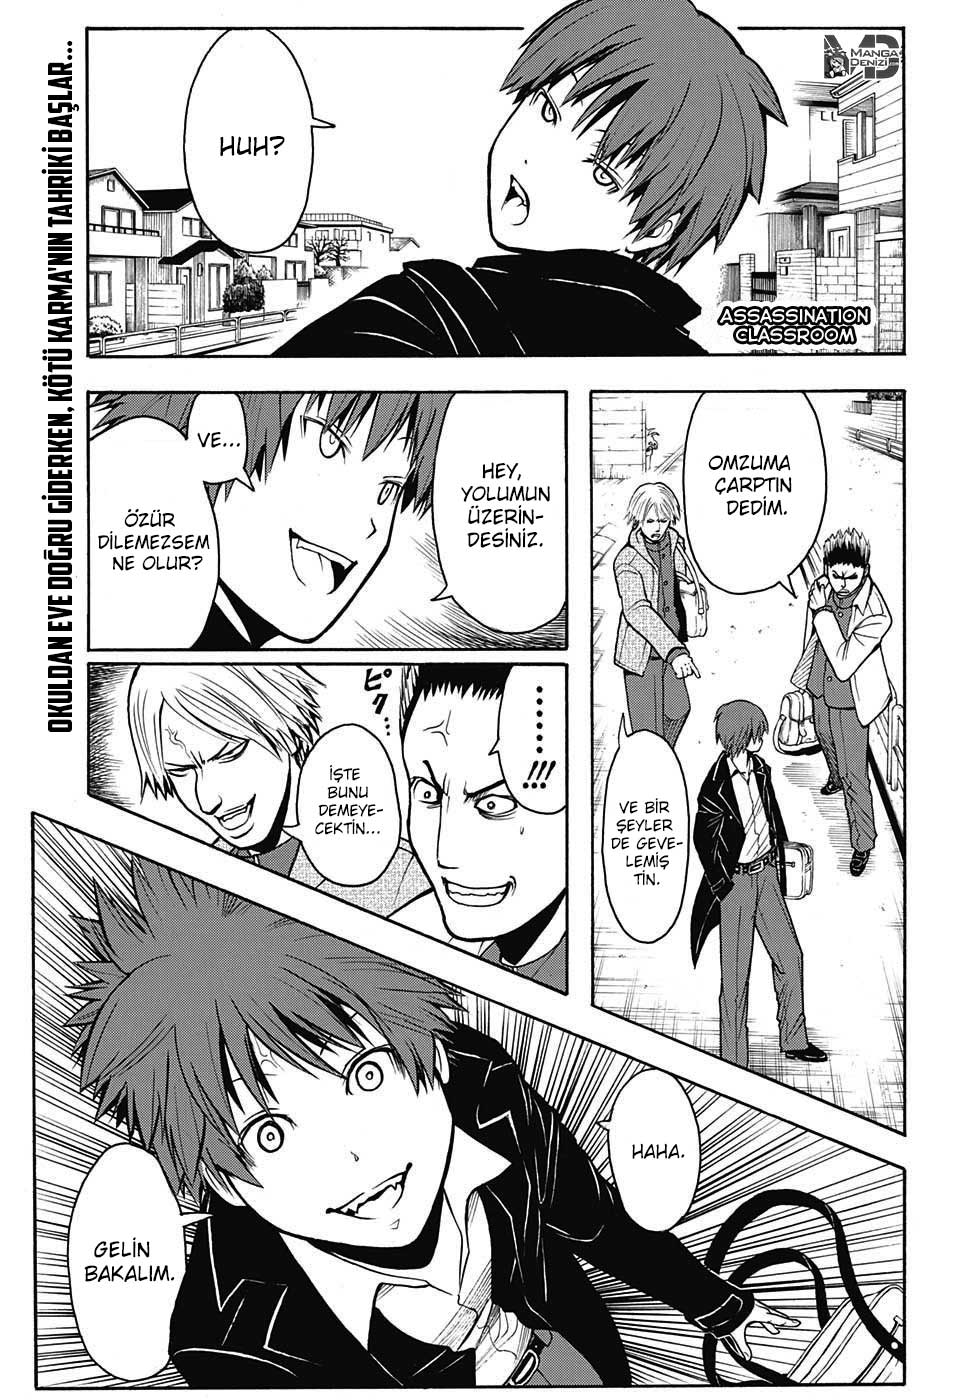 OKULDAN EVE DOĞRU GİDERKEN, KÖTÜ KARMA'NIN TAHRİKİ BAŞLAR...
MANGA
DENİZİ
HUH?
ASSASSINATION
CLASSROOM
OMZUMA
ÇARPTIN
DEDİM.
VE BİR
ŞEYLER
DE GEVE-
LEMİŞ
TİN.
HEY,
YOLUMUN
ÜZERİN-
DESİNİZ.
VE...
ÖZÜR
DİLEMEZSEM
NE OLUR?
......!!!
ピク...
İŞTE
BUNU
DEMEYE-
CEKTİN...
HAHA.
GELİN
BAKALIM.